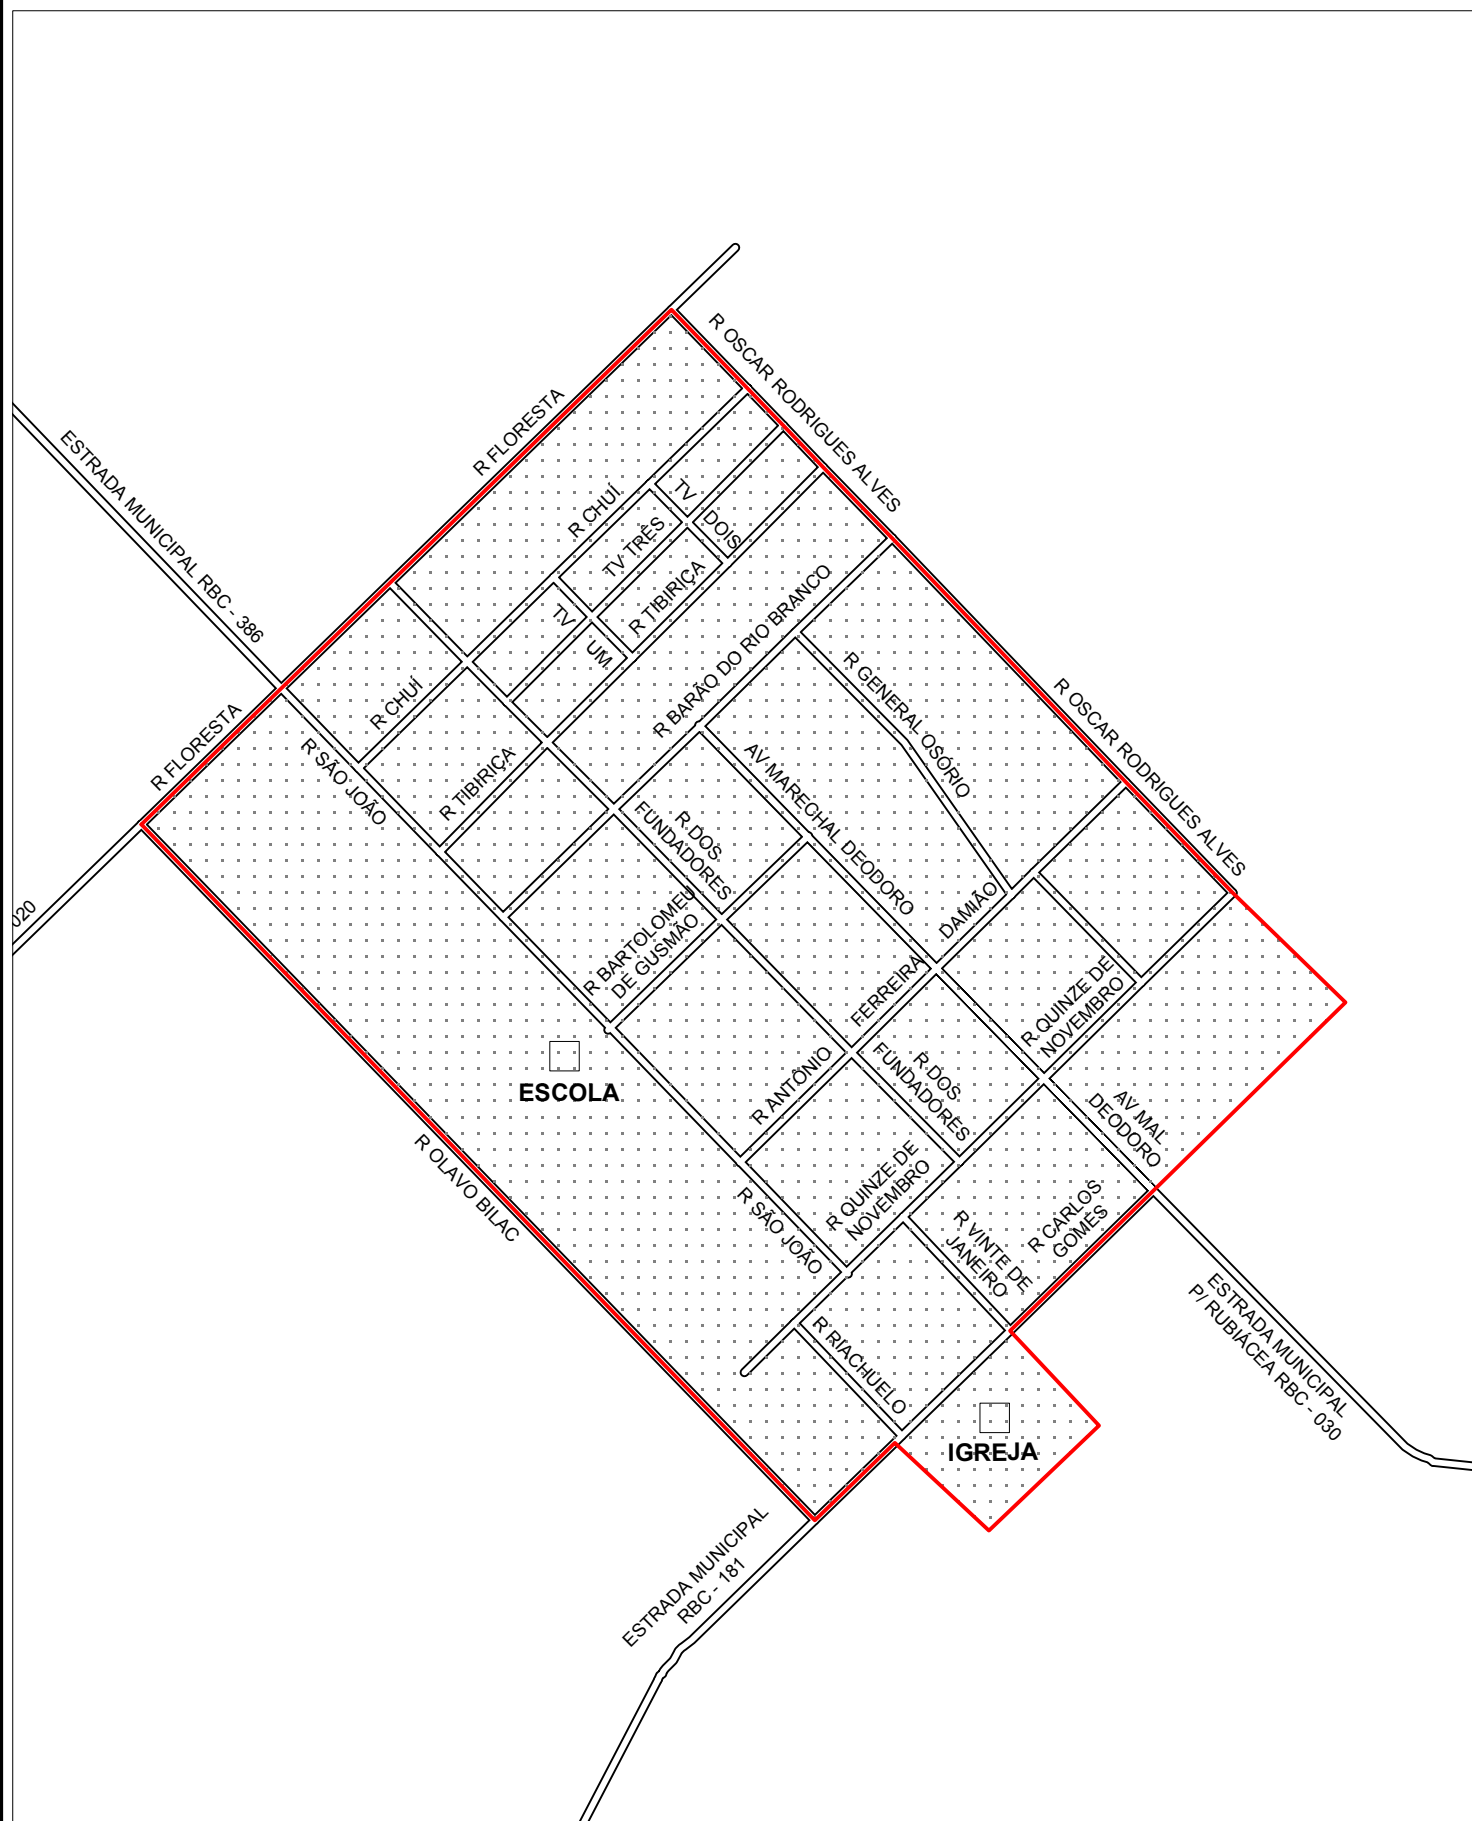 R OSCAR RODRIGUES ALVES
R FLORESTA
ESTRADA MUNICIPAL RBC - 386
R CHUÍ
TV
DOIS
TV TRÊS
R TIBIRIÇA
TV
UM
R BARÃO DO RIO BRANCO
R GENERAL OSÓRIO
R OSCAR RODRIGUES ALVES
R CHUÍ
R FLORESTA
R SÃO JOÃO
R TIBIRIÇA
AV MARECHAL DEODORO
R DOS
FUNDADORES
R BARTOLOMEU
DE GUSMÃO
DAMIÃO
FERREIRA
R ANTÔNIO
020
R QUINZE DE
NOVEMBRO
R DOS
FUNDADORES
ESCOLA
AV MAL
DEODORO
R OLAVO BILAC
R QUINZE DE
NOVEMBRO
R SÃO JOÃO
R VINTE DE
JANEIRO
R CARLOS
GOMES
ESTRADA MUNICIPAL
P/ RUBIÁCEA RBC - 030
R RIACHUELO
IGREJA
ESTRADA MUNICIPAL
RBC - 181